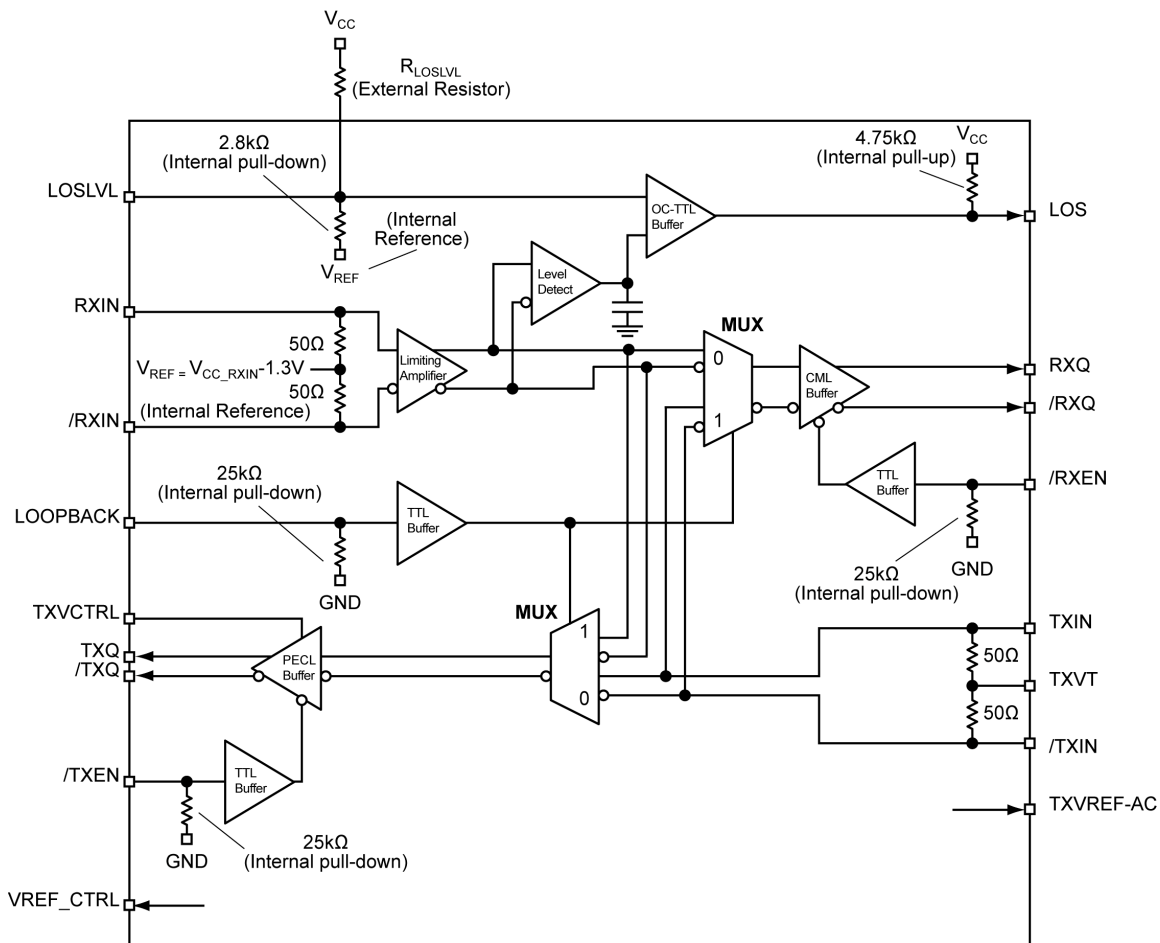 VCC
RLOSLVL
(External Resistor)
2.8kΩ
(Internal pull-down)
4.75kΩ
(Internal pull-up)
VCC
LOSLVL
(Internal
Reference)
VREF
OC-TTL
Buffer
LOS
Level
Detect
RXIN
50Ω
VREF = VCC_RXIN-1.3V
50Ω
(Internal Reference)
/RXIN
Limiting
Amplifier
MUX
0
1
CML
Buffer
RXQ
/RXQ
25kΩ
(Internal pull-down)
LOOPBACK
TTL
Buffer
GND
TTL
Buffer
/RXEN
25kΩ
(Internal pull-down)
GND
TXVCTRL
TXQ
/TXQ
PECL
Buffer
MUX
1
0
TXIN
50Ω
TXVT
50Ω
/TXIN
/TXEN
TTL
Buffer
GND
25kΩ
(Internal pull-down)
TXVREF-AC
VREF_CTRL